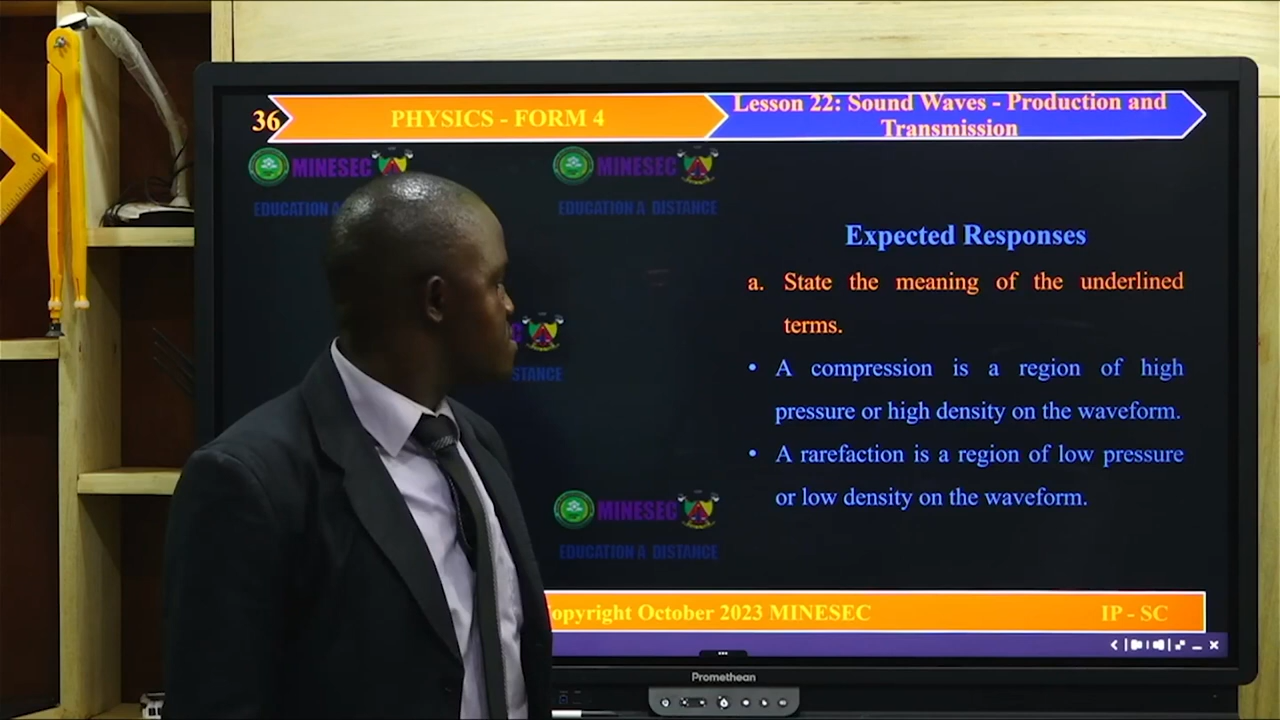 36
PHYSICS - FORM 4
Lesson 22: Sound Waves - Production and
Transmission
MINESEC
MINESEC
EDUCATION A
EDUCATION A DISTANCE
Expected Responses
a. State the meaning of the underlined
terms.
STANCE
• A compression is a region of high
pressure or high density on the waveform.
• A rarefaction is a region of low pressure
or low density on the waveform.
MINESEC
EDUCATION A DISTANCE
opyright October 2023 MINESEC
IP - SC
Promethean